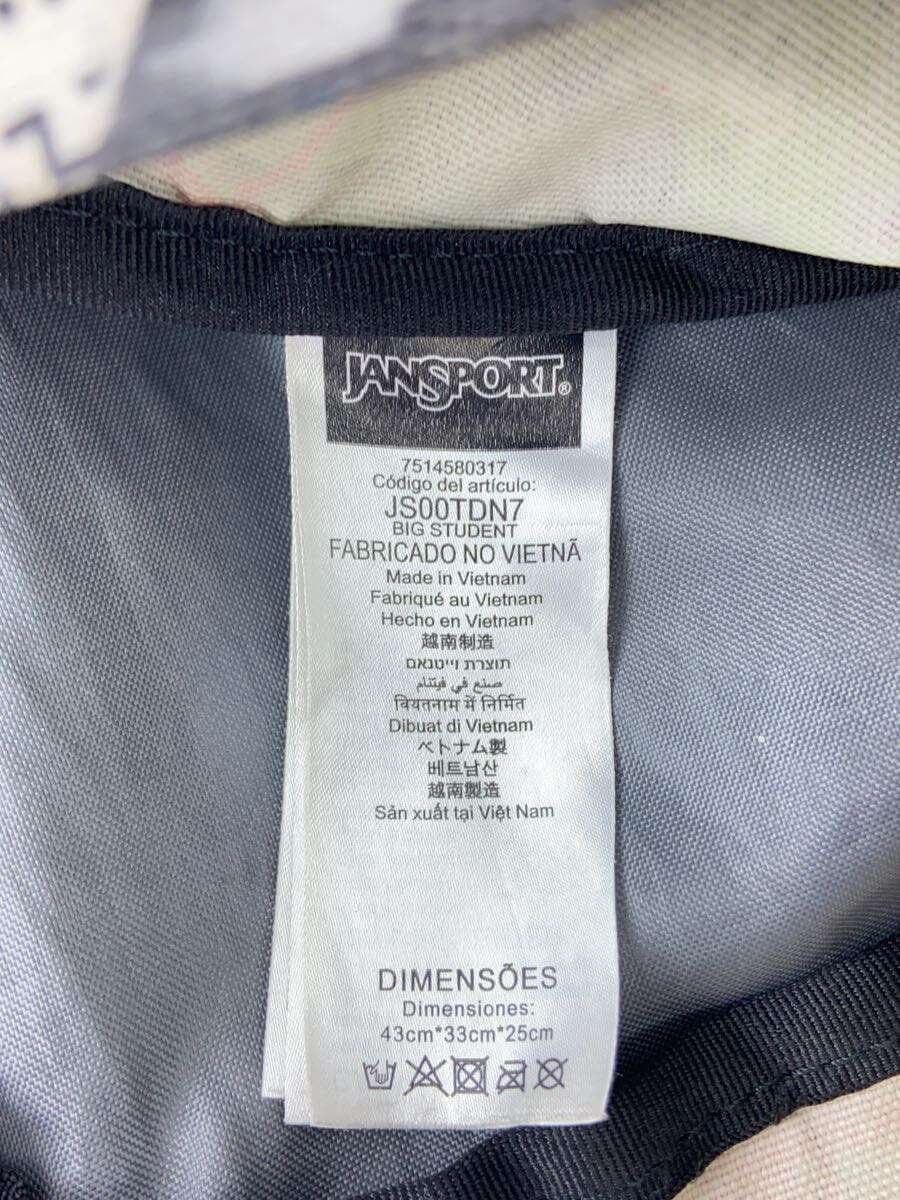 JANSPORT®
7514580317
Código del artículo:
JS00TDN7
BIG STUDENT
FABRICADO NO VIETNÃ
Made in Vietnam
Fabriqué au Vietnam
Hecho en Vietnam
越南制造
תוצרת וייטנאם
صنع في فيتنام
वियतनाम में निर्मित
Dibuat di Vietnam
ベトナム製
베트남산
越南製造
Sản xuất tại Việt Nam
DIMENSÕES
Dimensiones:
43cm*33cm*25cm